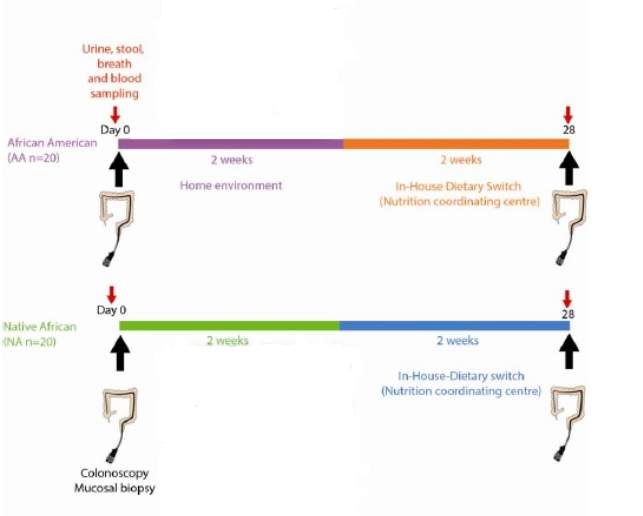 Urine, stool,
breath
and blood
sampling
Day 0
28
African American
(AA n=20)
2 weeks
2 weeks
Home environment
In-House Dietary Switch
(Nutrition coordinating centre)
Day 0
28
Native African
(NA n=20)
2 weeks
2 weeks
In-House-Dietary switch
(Nutrition coordinating centre)
Colonoscopy
Mucosal biopsy